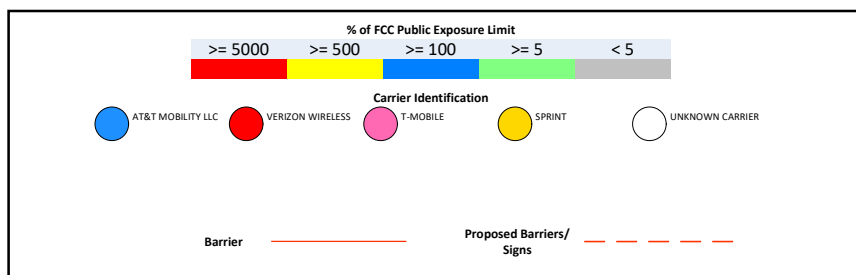 % of FCC Public Exposure Limit
>= 5000 >= 500 >= 100 >= 5 < 5
Carrier Identification
AT&T MOBILITY LLC VERIZON WIRELESS T-MOBILE SPRINT UNKNOWN CARRIER
Barrier Proposed Barriers/
Signs